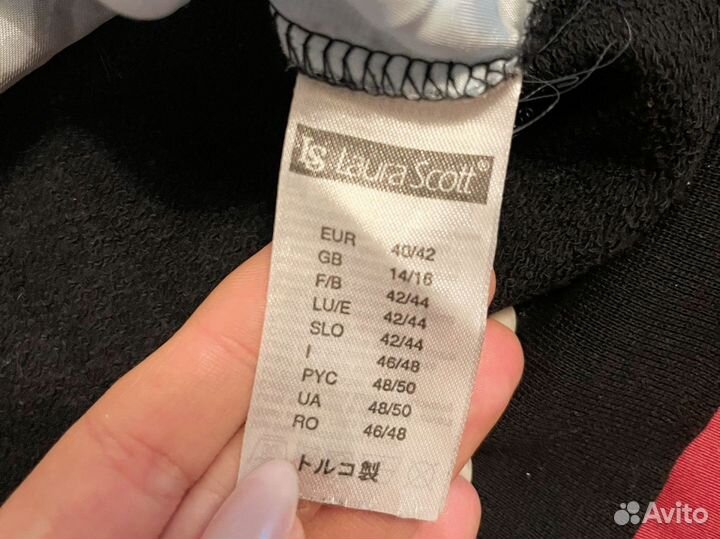 LS Laura Scott®
EUR 40/42
GB 14/16
F/B 42/44
LU/E 42/44
SLO 42/44
I 46/48
РУС 48/50
UA 48/50
RO 46/48
トルコ製
Avito